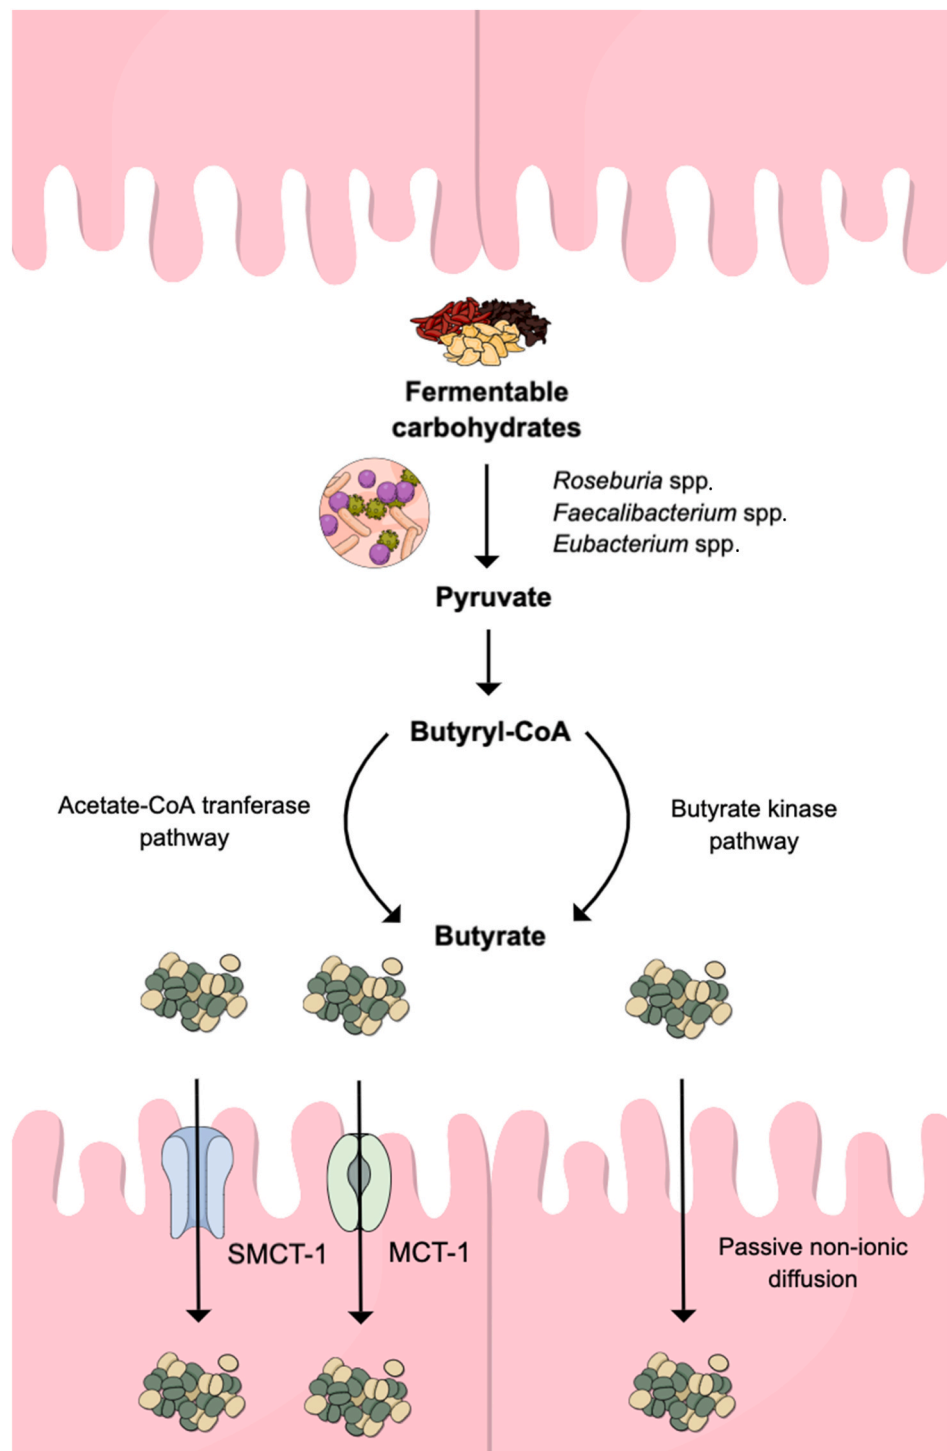 Fermentable
carbohydrates
Roseburia spp.
Faecalibacterium spp.
Eubacterium spp.
Pyruvate
Butyryl-CoA
Acetate-CoA tranferase
pathway
Butyrate kinase
pathway
Butyrate
SMCT-1
MCT-1
Passive non-ionic
diffusion